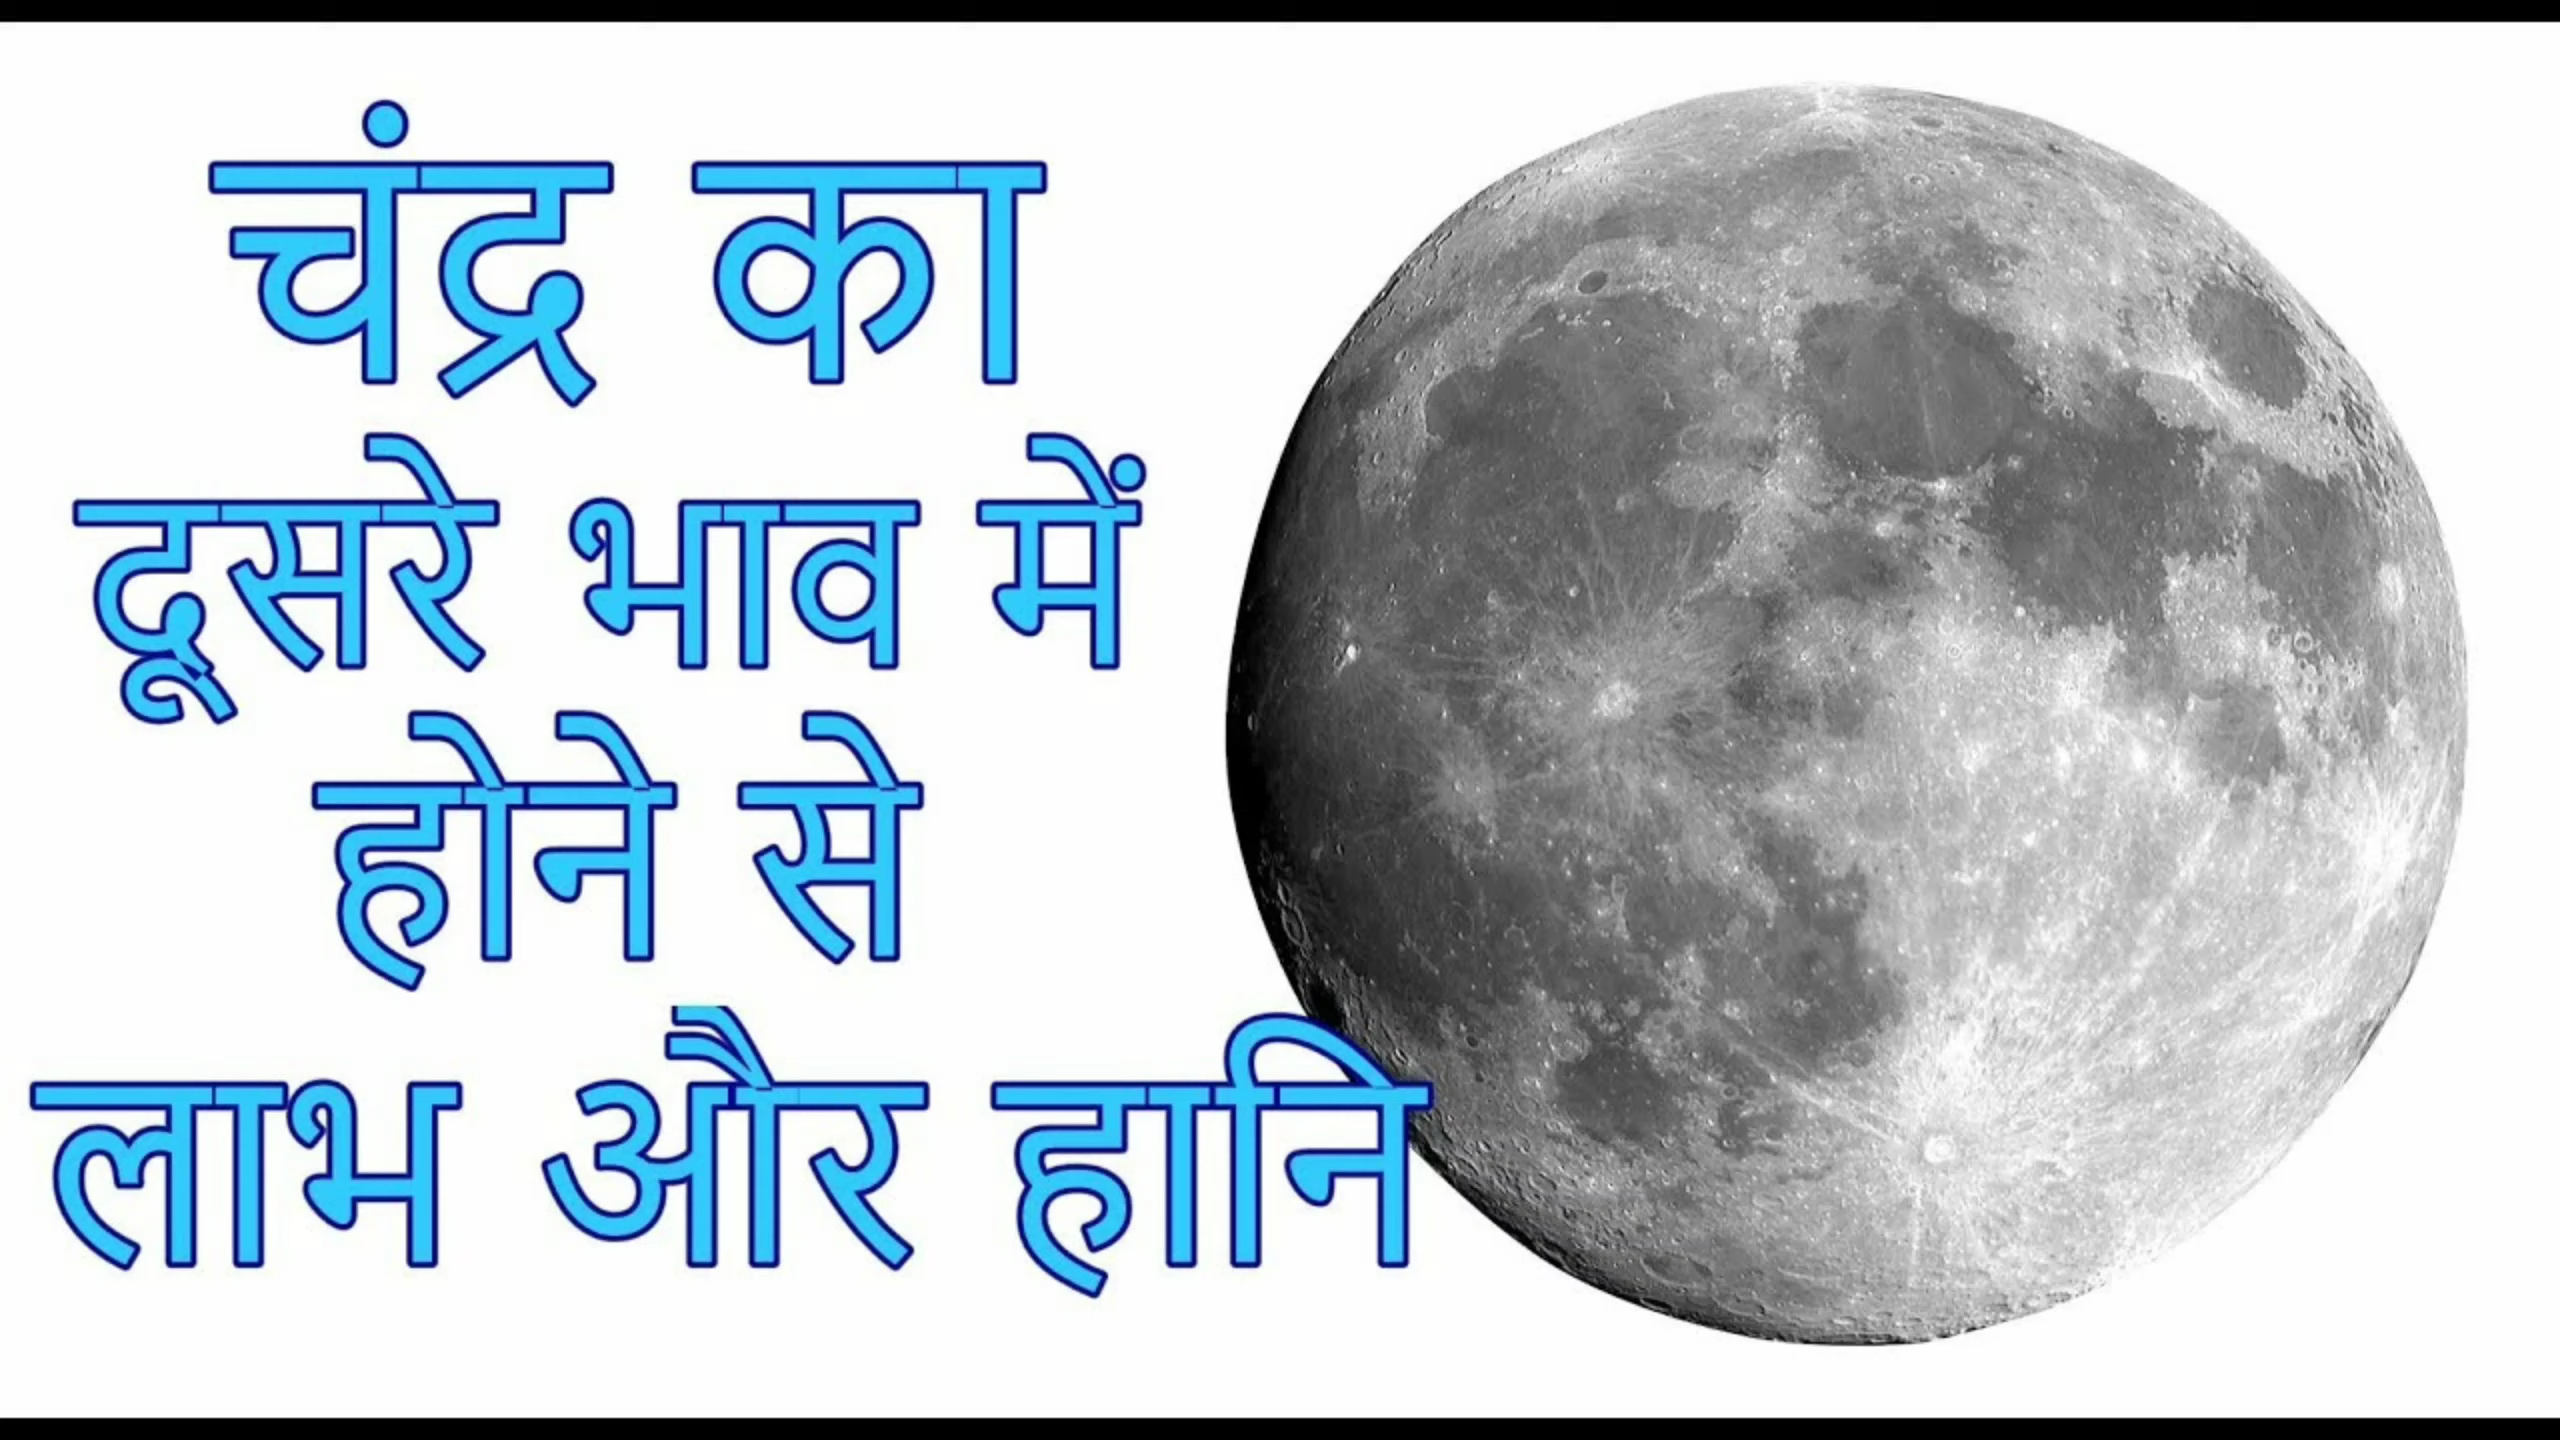 चंद्र का
दूसरे भाव में
होने से
लाभ और हानि